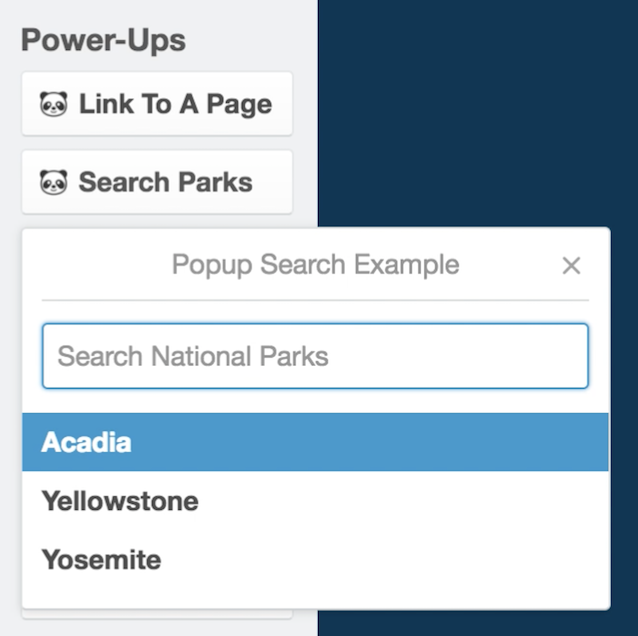 Power-Ups
Link To A Page
Search Parks
Popup Search Example
Search National Parks
Acadia
Yellowstone
Yosemite